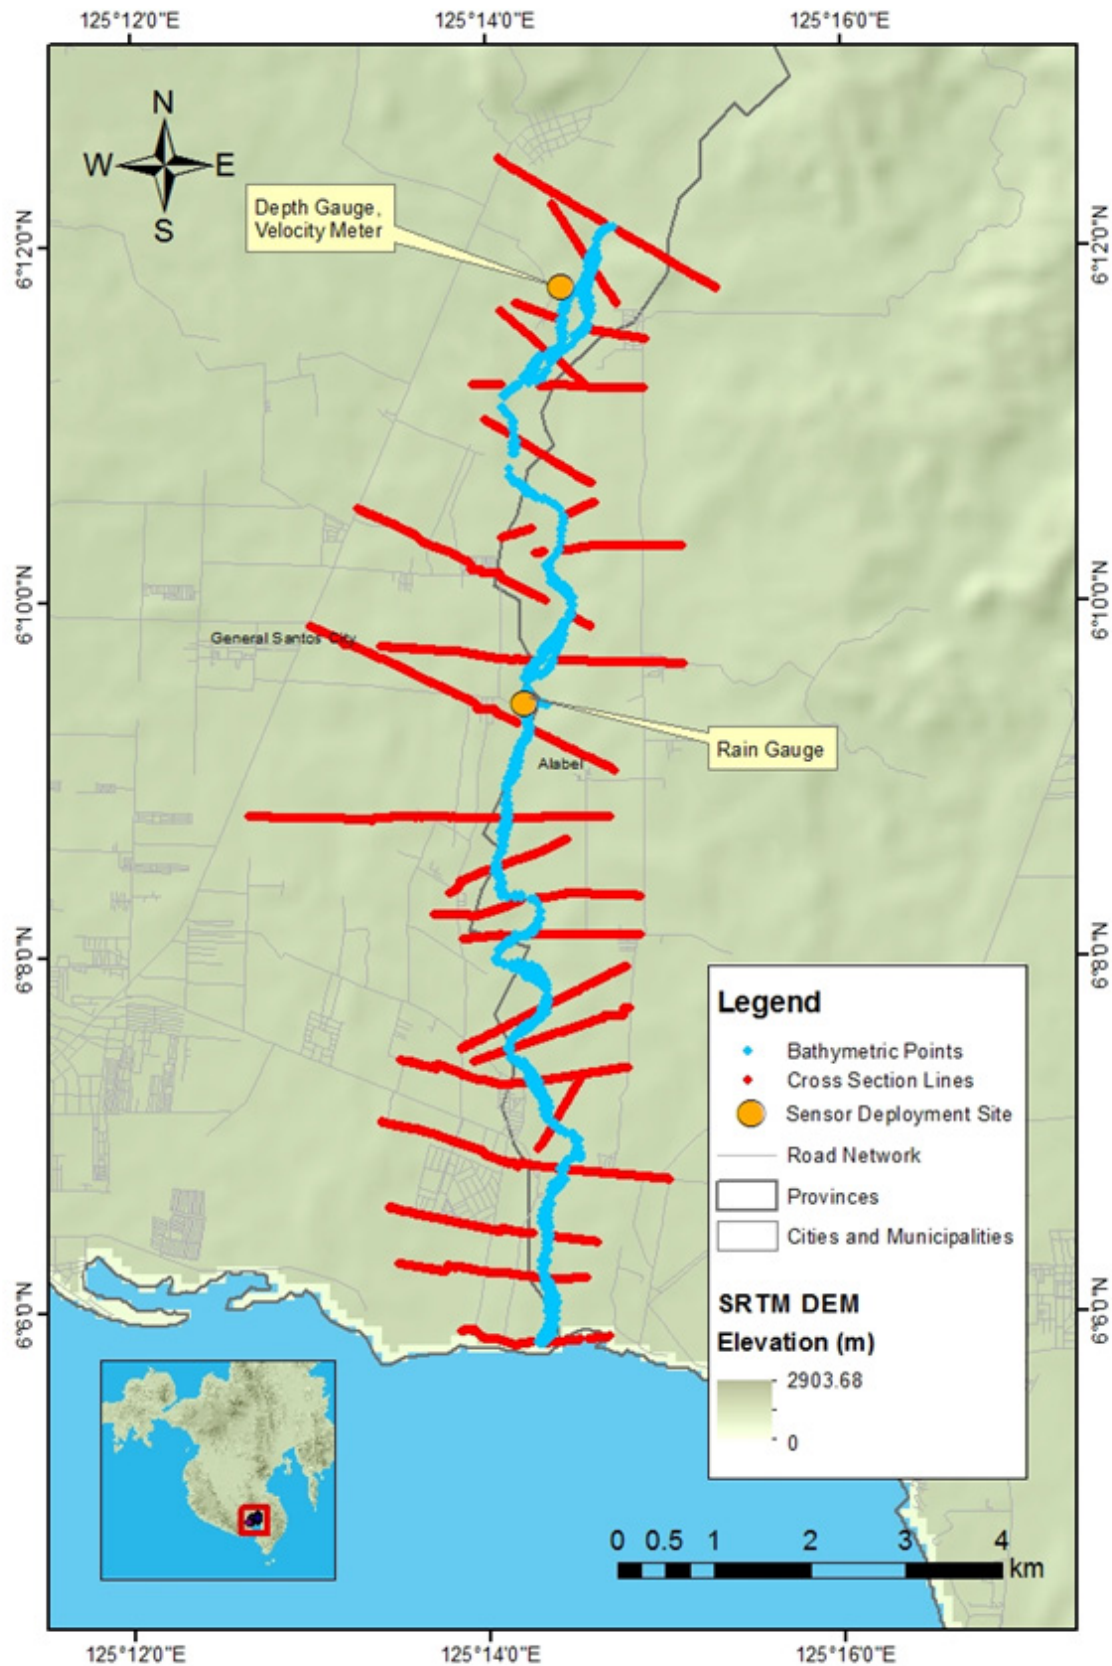 125°12'0"E 125°14'0"E 125°16'0"E
N
W E
S
Depth Gauge,
Velocity Meter
6°12'0"N 6°12'0"N
6°10'0"N 6°10'0"N
General Santos City
Rain Gauge
Alabel
6°8'0"N 6°8'0"N
Legend
Bathymetric Points
Cross Section Lines
Sensor Deployment Site
Road Network
Provinces
Cities and Municipalities
6°6'0"N 6°6'0"N
SRTM DEM
Elevation (m)
2903.68
0
0 0.5 1 2 3 4
km
125°12'0"E 125°14'0"E 125°16'0"E